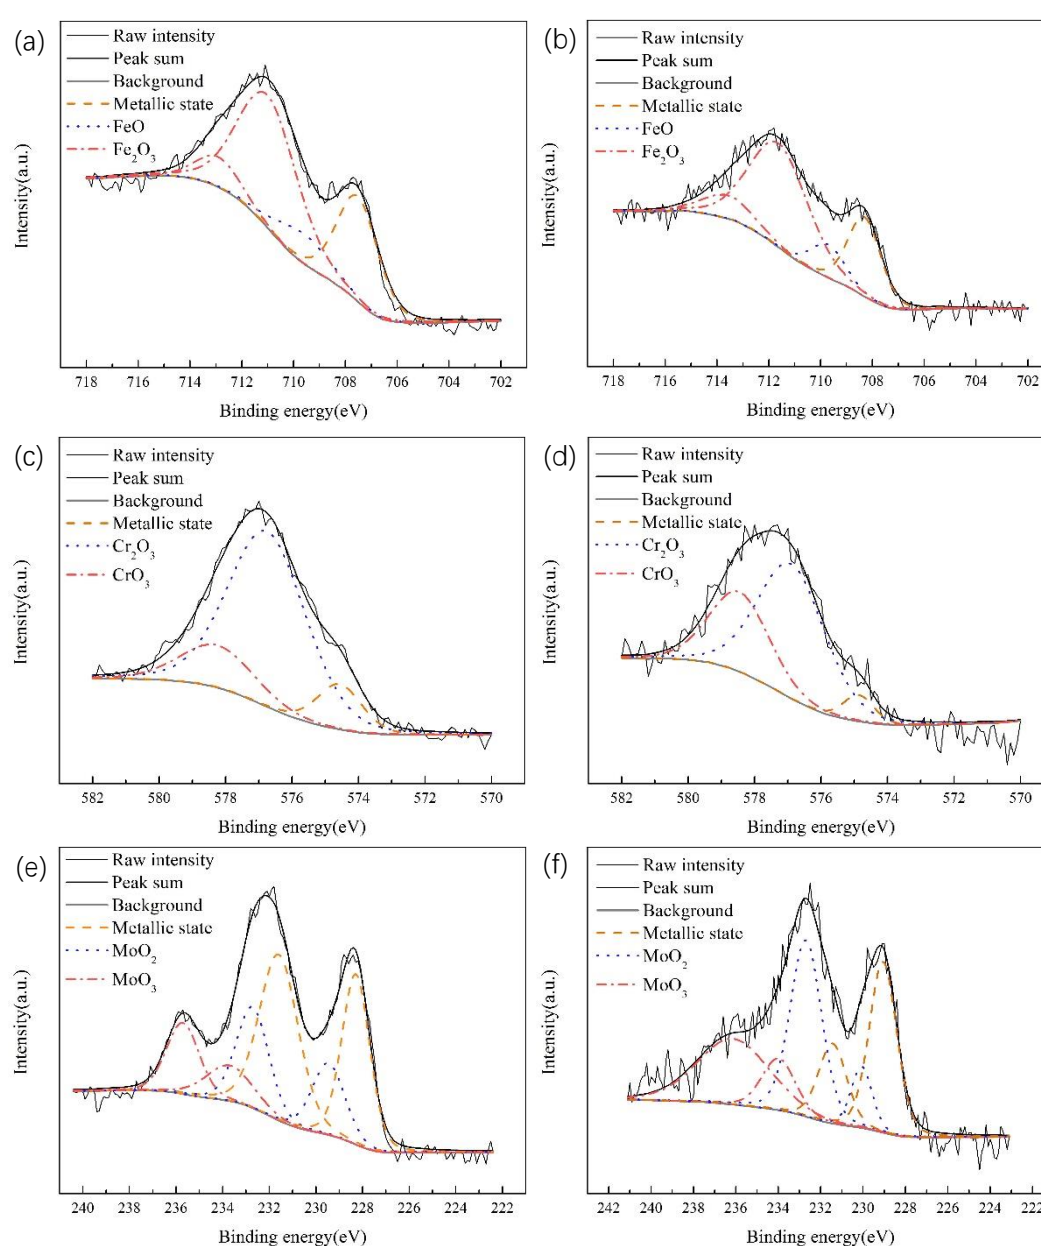 (a)
Raw intensity
Peak sum
Background
Metallic state
FeO
Fe₂O₃
Intensity(a.u.)
718 716 714 712 710 708 706 704 702
Binding energy(eV)
(b)
Raw intensity
Peak sum
Background
Metallic state
FeO
Fe₂O₃
Intensity(a.u.)
718 716 714 712 710 708 706 704 702
Binding energy(eV)
(c)
Raw intensity
Peak sum
Background
Metallic state
Cr₂O₃
CrO₃
Intensity(a.u.)
582 580 578 576 574 572 570
Binding energy(eV)
(d)
Raw intensity
Peak sum
Background
Metallic state
Cr₂O₃
CrO₃
Intensity(a.u.)
582 580 578 576 574 572 570
Binding energy(eV)
(e)
Raw intensity
Peak sum
Background
Metallic state
MoO₂
MoO₃
Intensity(a.u.)
240 238 236 234 232 230 228 226 224 222
Binding energy(eV)
(f)
Raw intensity
Peak sum
Background
Metallic state
MoO₂
MoO₃
Intensity(a.u.)
242 240 238 236 234 232 230 228 226 224 222
Binding energy(eV)